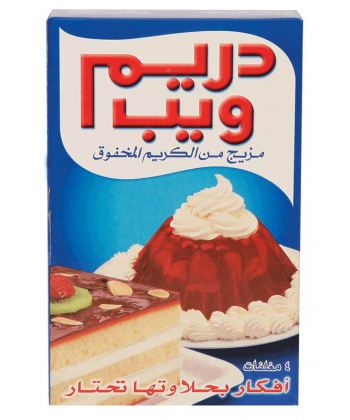 دريم
ويب
مزيج من الكريم المخفوق
٤ مغلفات
أفكار بحلاوتها تحتار